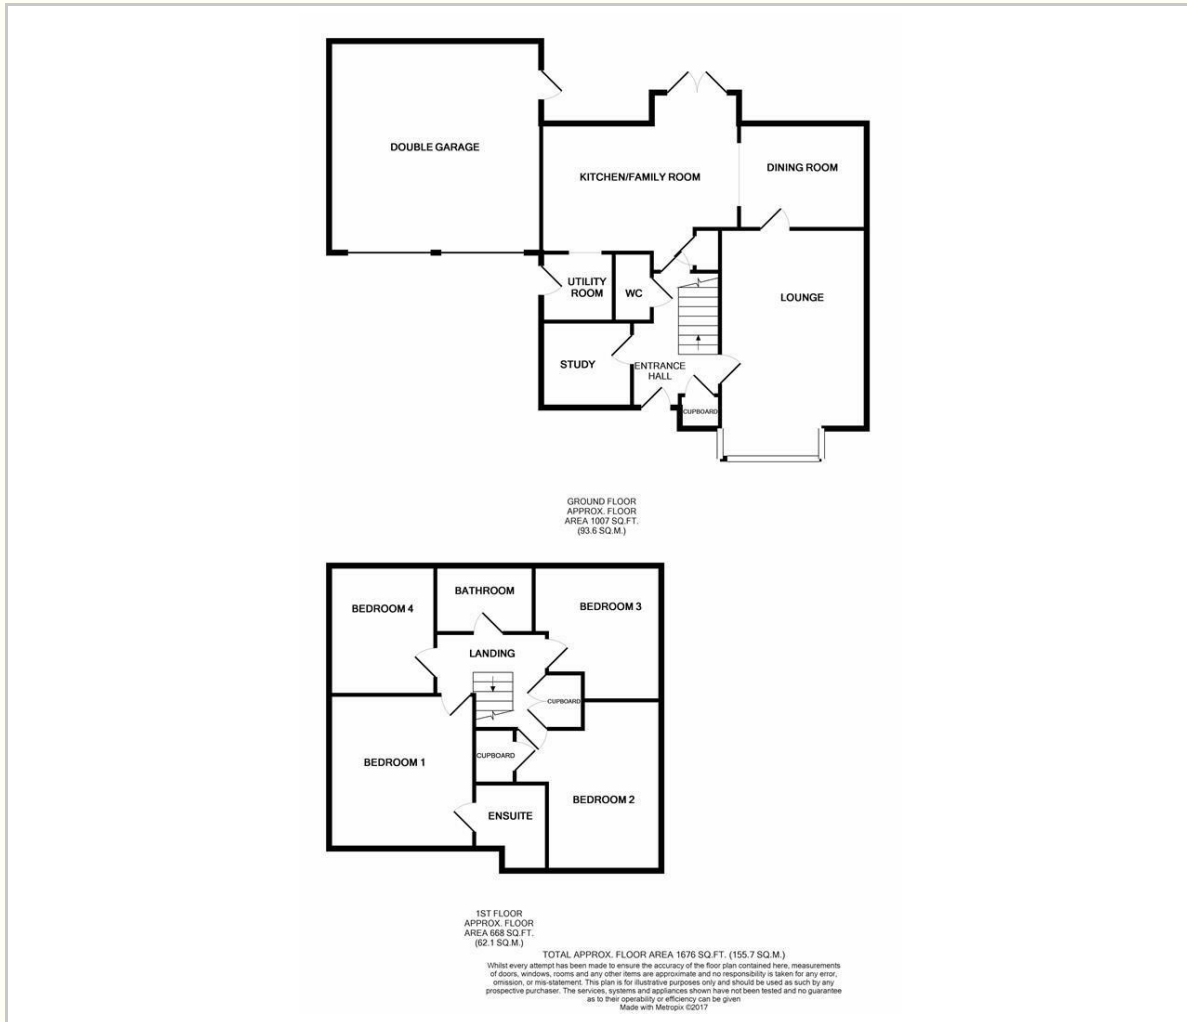 DOUBLE GARAGE
KITCHEN/FAMILY ROOM
DINING ROOM
UTILITY
ROOM
WC
LOUNGE
STUDY
ENTRANCE
HALL
CUPBOARD
GROUND FLOOR
APPROX. FLOOR
AREA 1007 SQ.FT.
(93.6 SQ.M.)
BEDROOM 4
BATHROOM
BEDROOM 3
LANDING
CUPBOARD
CUPBOARD
BEDROOM 1
BEDROOM 2
ENSUITE
1ST FLOOR
APPROX. FLOOR
AREA 668 SQ.FT.
(62.1 SQ.M.)
TOTAL APPROX. FLOOR AREA 1676 SQ.FT. (155.7 SQ.M.)
Whilst every attempt has been made to ensure the accuracy of the floor plan contained here, measurements
of doors, windows, rooms and any other items are approximate and no responsibility is taken for any error,
omission, or mis-statement. This plan is for illustrative purposes only and should be used as such by any
prospective purchaser. The services, systems and appliances shown have not been tested and no guarantee
as to their operability or efficiency can be given
Made with Metropix ©2017